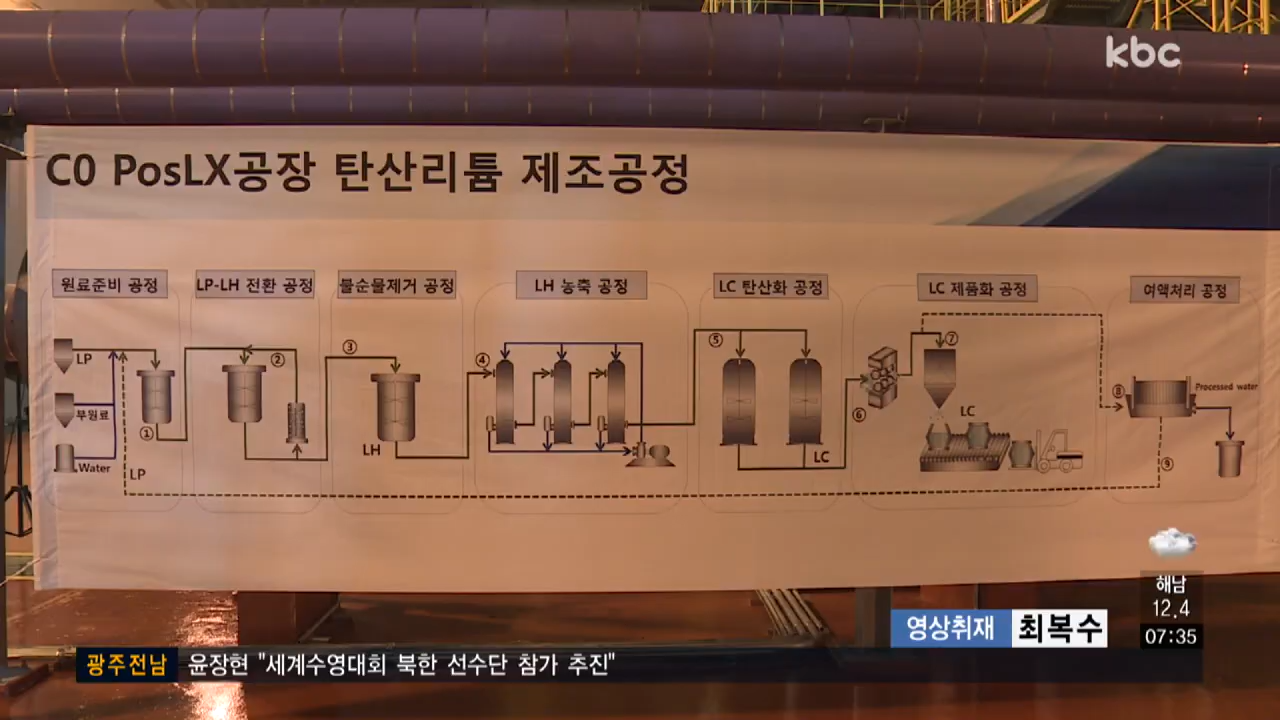 kbc
C0 PosLX공장 탄산리튬 제조공정
원료준비 공정
LP-LH 전환 공정
불순물제거 공정
LH 농축 공정
LC 탄산화 공정
LC 제품화 공정
여액처리 공정
LP
부원료
Water
LP
①
②
③
LH
④
⑤
LC
⑥
⑦
LC
⑧
Processed water
⑨
해남
12.4
07:35
영상취재 최복수
광주전남 윤장현 "세계수영대회 북한 선수단 참가 추진"